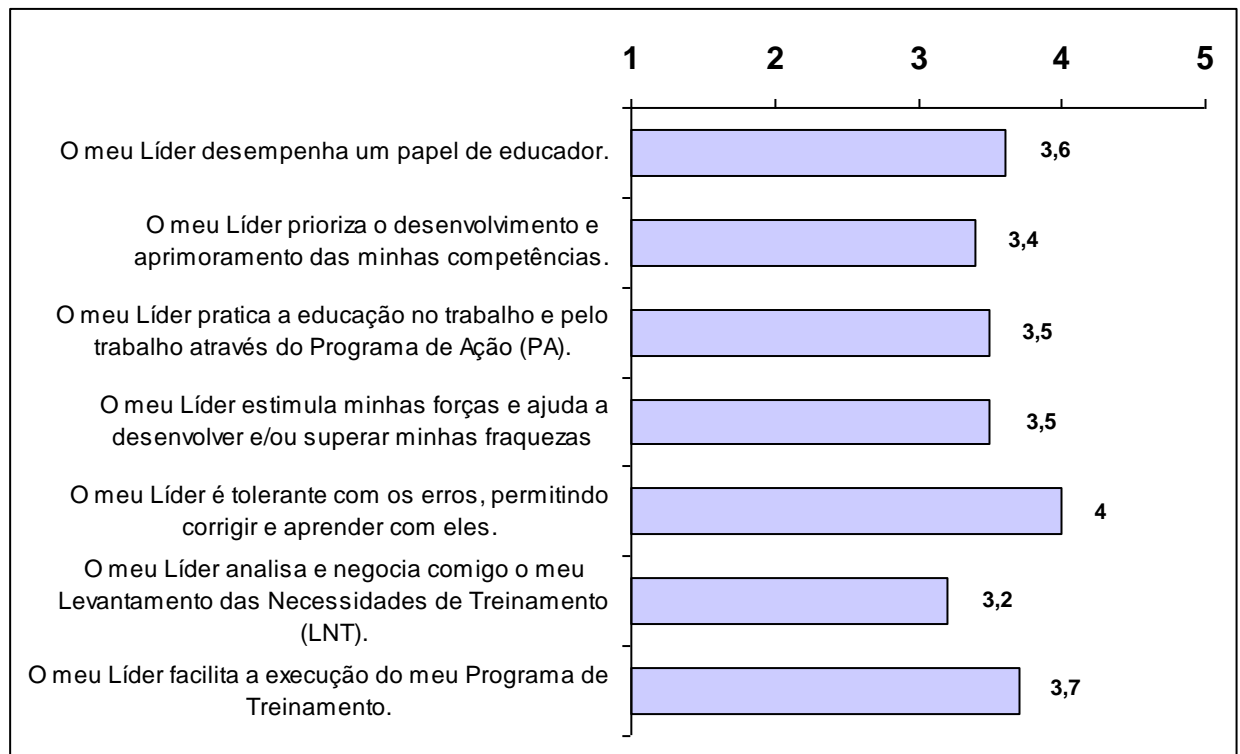 1 2 3 4 5
O meu Líder desempenha um papel de educador.
3,6
O meu Líder prioriza o desenvolvimento e
aprimoramento das minhas competências.
3,4
O meu Líder pratica a educação no trabalho e pelo
trabalho através do Programa de Ação (PA).
3,5
O meu Líder estimula minhas forças e ajuda a
desenvolver e/ou superar minhas fraquezas
3,5
O meu Líder é tolerante com os erros, permitindo
corrigir e aprender com eles.
4
O meu Líder analisa e negocia comigo o meu
Levantamento das Necessidades de Treinamento
(LNT).
3,2
O meu Líder facilita a execução do meu Programa de
Treinamento.
3,7